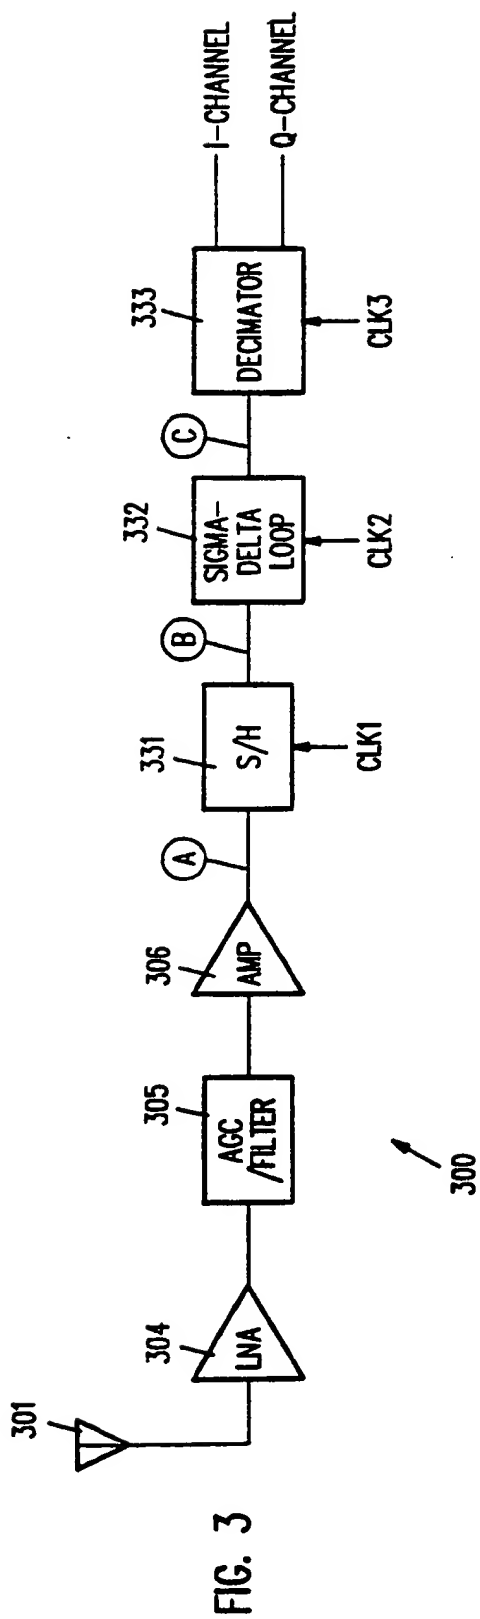 FIG. 3
301
304
LNA
305
AGC
/FILTER
306
AMP
A
331
S/H
CLK1
B
332
SIGMA-
DELTA
LOOP
CLK2
C
333
DECIMATOR
CLK3
I-CHANNEL
Q-CHANNEL
300